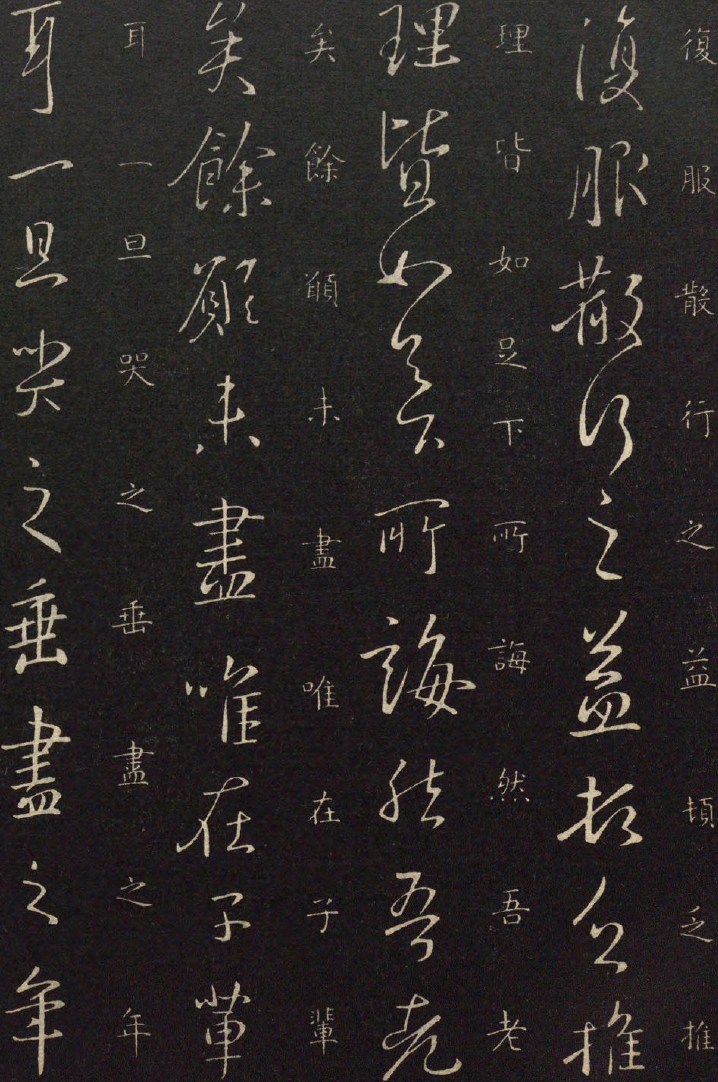 復服散行之益頓乏推
復服散行之益頓乏推
理皆如足下所誨然吾老
理皆如足下所誨然吾老
矣餘願未盡唯在子輩
矣餘願未盡唯在子輩
耳一旦哭之垂盡之年
耳一旦哭之垂盡之年